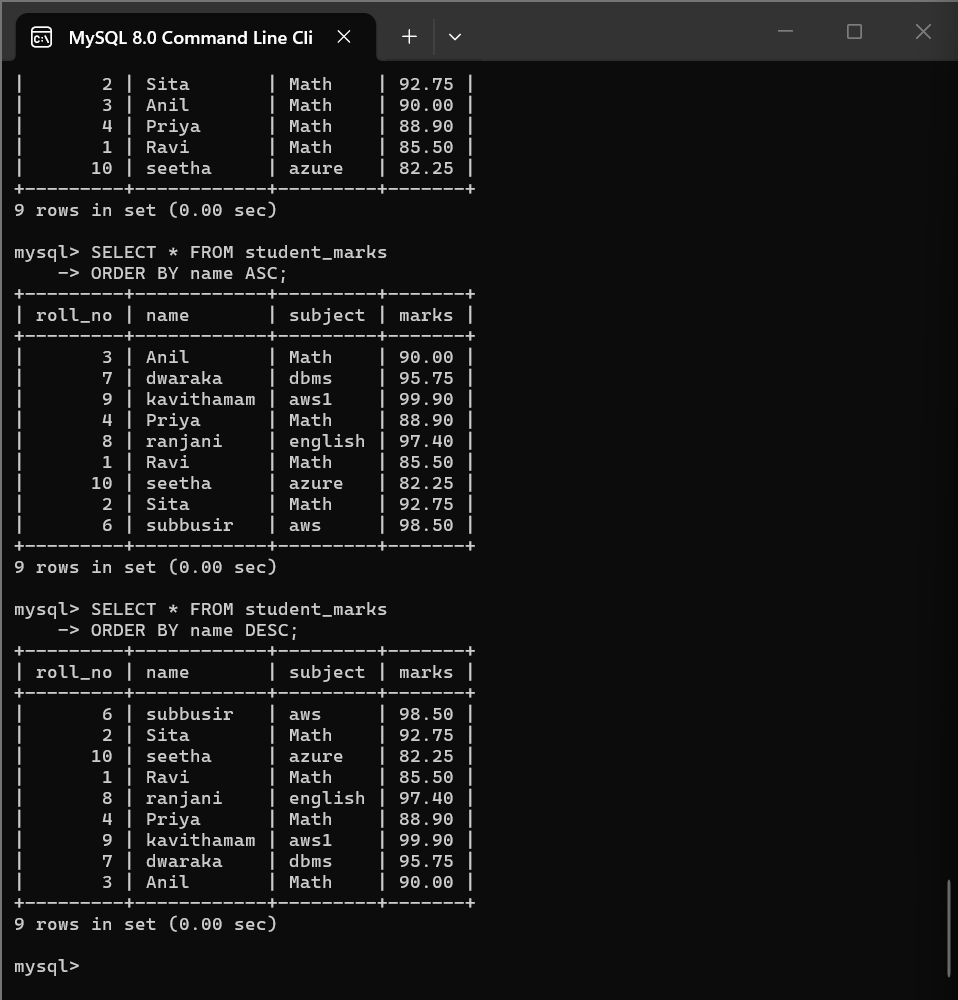 MySQL 8.0 Command Line Cli
|       2 | Sita       | Math    | 92.75 |
|       3 | Anil       | Math    | 90.00 |
|       4 | Priya      | Math    | 88.90 |
|       1 | Ravi       | Math    | 85.50 |
|      10 | seetha     | azure   | 82.25 |
+---------+------------+---------+-------+
9 rows in set (0.00 sec)

mysql> SELECT * FROM student_marks
    -> ORDER BY name ASC;
+---------+------------+---------+-------+
| roll_no | name       | subject | marks |
+---------+------------+---------+-------+
|       3 | Anil       | Math    | 90.00 |
|       7 | dwaraka    | dbms    | 95.75 |
|       9 | kavithamam | aws1    | 99.90 |
|       4 | Priya      | Math    | 88.90 |
|       8 | ranjani    | english | 97.40 |
|       1 | Ravi       | Math    | 85.50 |
|      10 | seetha     | azure   | 82.25 |
|       2 | Sita       | Math    | 92.75 |
|       6 | subbusir   | aws     | 98.50 |
+---------+------------+---------+-------+
9 rows in set (0.00 sec)

mysql> SELECT * FROM student_marks
    -> ORDER BY name DESC;
+---------+------------+---------+-------+
| roll_no | name       | subject | marks |
+---------+------------+---------+-------+
|       6 | subbusir   | aws     | 98.50 |
|       2 | Sita       | Math    | 92.75 |
|      10 | seetha     | azure   | 82.25 |
|       1 | Ravi       | Math    | 85.50 |
|       8 | ranjani    | english | 97.40 |
|       4 | Priya      | Math    | 88.90 |
|       9 | kavithamam | aws1    | 99.90 |
|       7 | dwaraka    | dbms    | 95.75 |
|       3 | Anil       | Math    | 90.00 |
+---------+------------+---------+-------+
9 rows in set (0.00 sec)

mysql>